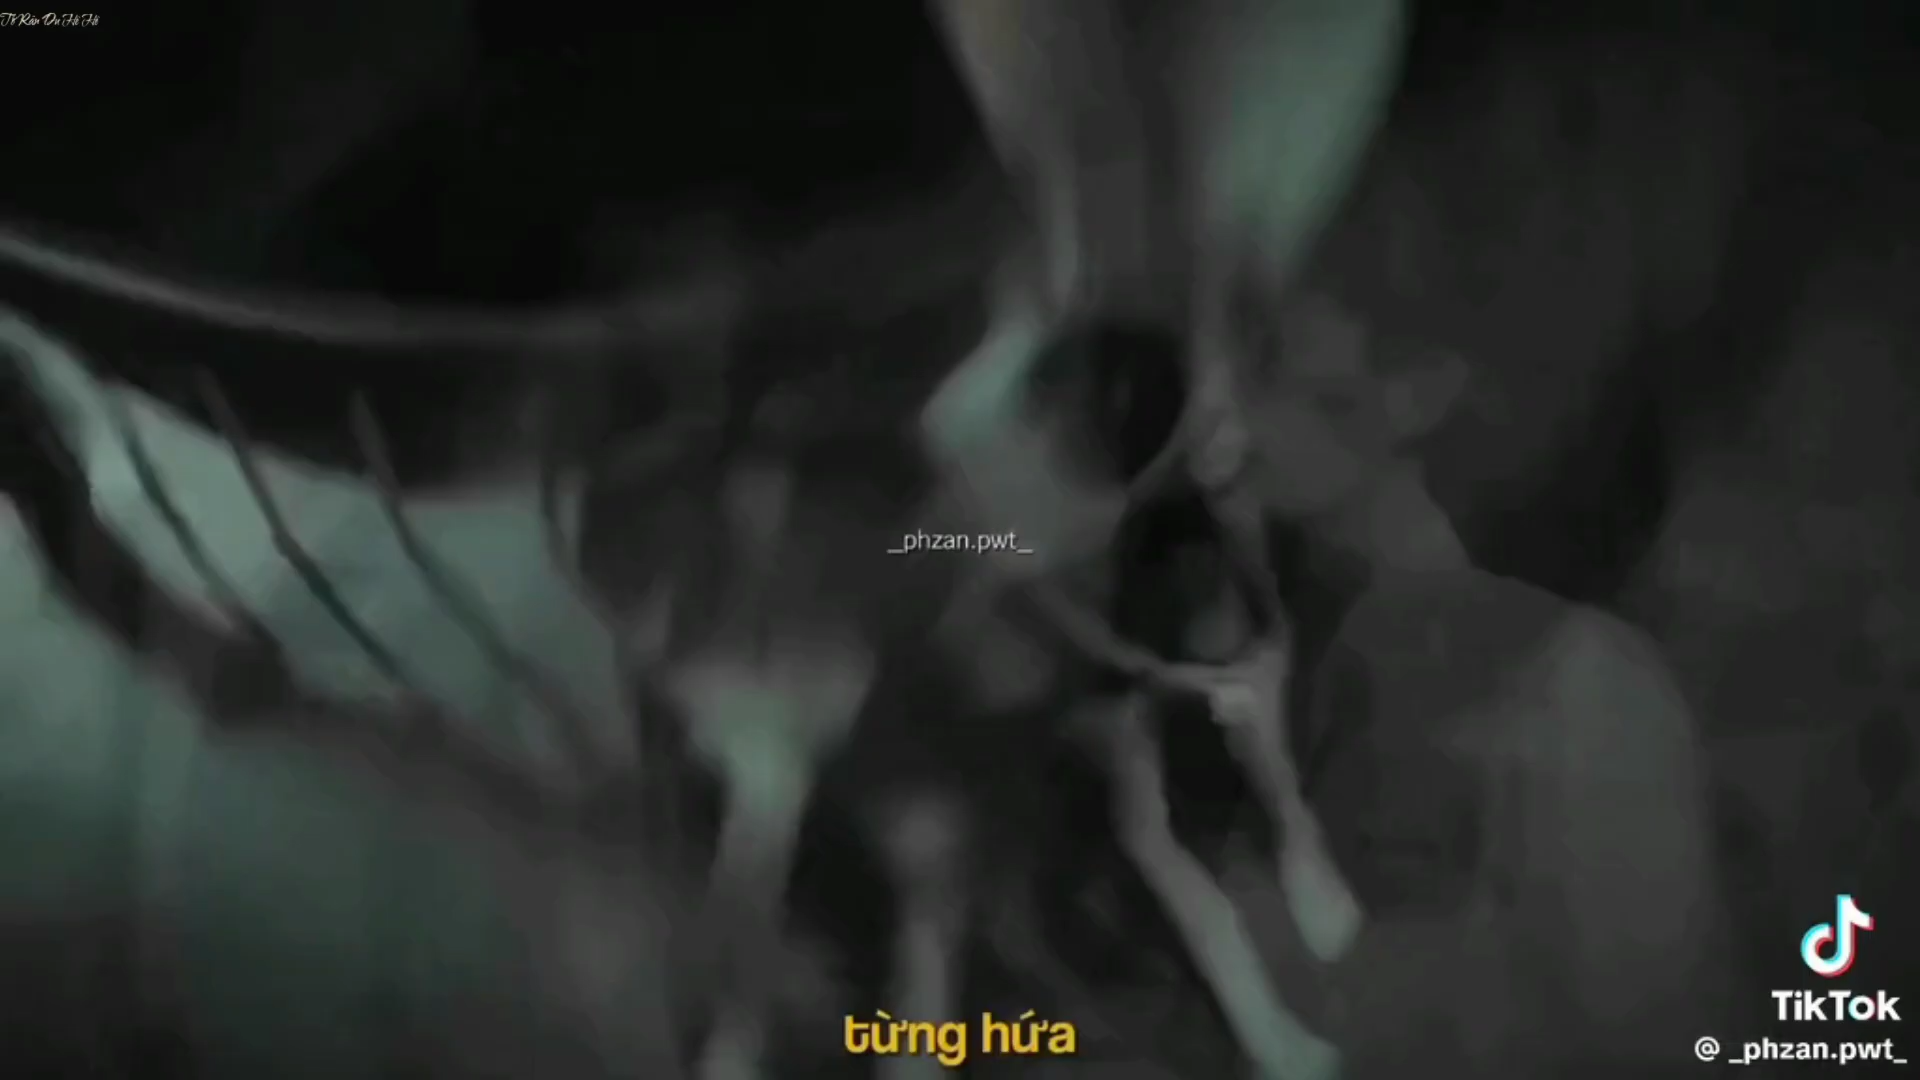 _phzan.pwt_
từng hứa
TikTok
@ _phzan.pwt_